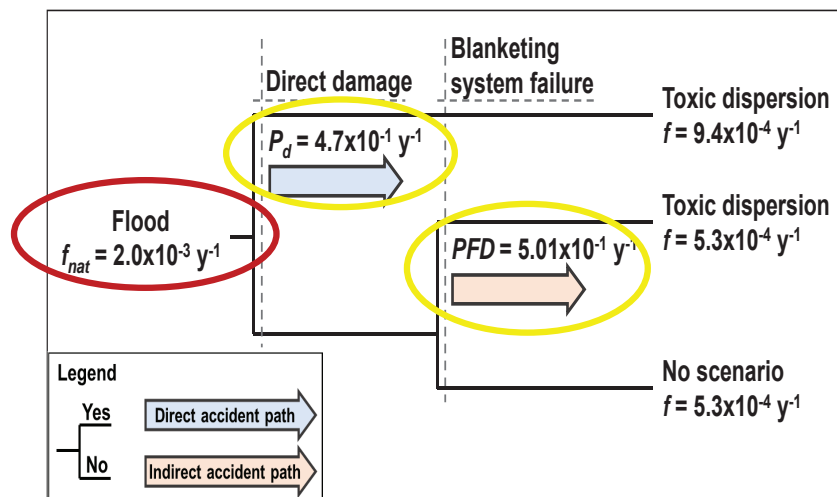 Direct damage
Blanketing
system failure
Toxic dispersion
f = 9.4x10⁻⁴ y⁻¹
P_d = 4.7x10⁻¹ y⁻¹
Flood
f_nat = 2.0x10⁻³ y⁻¹
Toxic dispersion
f = 5.3x10⁻⁴ y⁻¹
PFD = 5.01x10⁻¹ y⁻¹
No scenario
f = 5.3x10⁻⁴ y⁻¹
Legend
Yes
No
Direct accident path
Indirect accident path